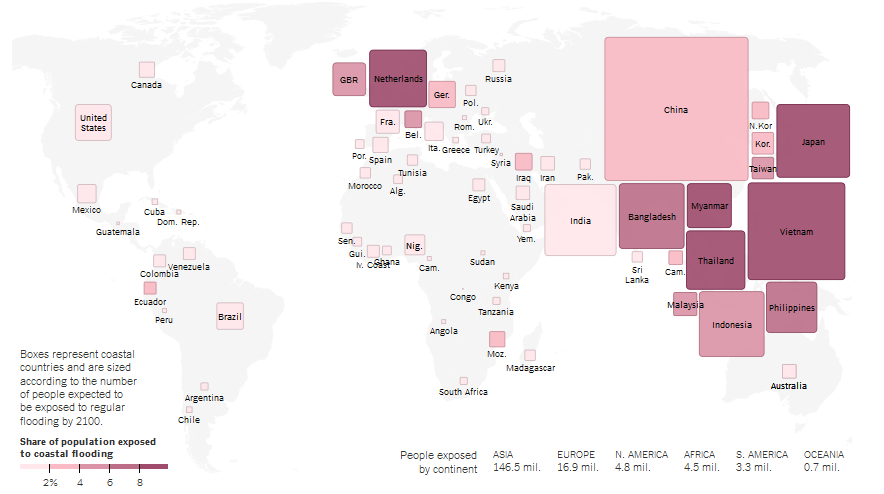 Canada
United
States
Mexico
Cuba
Dom. Rep.
Guatemala
Colombia
Venezuela
Ecuador
Peru
Brazil
Argentina
Chile
GBR
Netherlands
Ger.
Russia
Pol.
Fra.
Bel.
Rom.
Ukr.
Ita.
Greece
Turkey
Por.
Spain
Tunisia
Syria
Morocco
Alg.
Egypt
Iraq
Iran
Pak.
Saudi
Arabia
Yem.
Sen.
Gui.
Iv. Coast
Ghana
Nig.
Cam.
Sudan
Kenya
Congo
Tanzania
Angola
Moz.
Madagascar
South Africa
China
N.Kor
Kor.
Taiwan
Japan
India
Bangladesh
Myanmar
Vietnam
Thailand
Sri
Lanka
Cam.
Malaysia
Indonesia
Philippines
Australia
Boxes represent coastal
countries and are sized
according to the number
of people expected to
be exposed to regular
flooding by 2100.
Share of population exposed
to coastal flooding
2% 4 6 8
People exposed
by continent
ASIA
146.5 mil.
EUROPE
16.9 mil.
N. AMERICA
4.8 mil.
AFRICA
4.5 mil.
S. AMERICA
3.3 mil.
OCEANIA
0.7 mil.